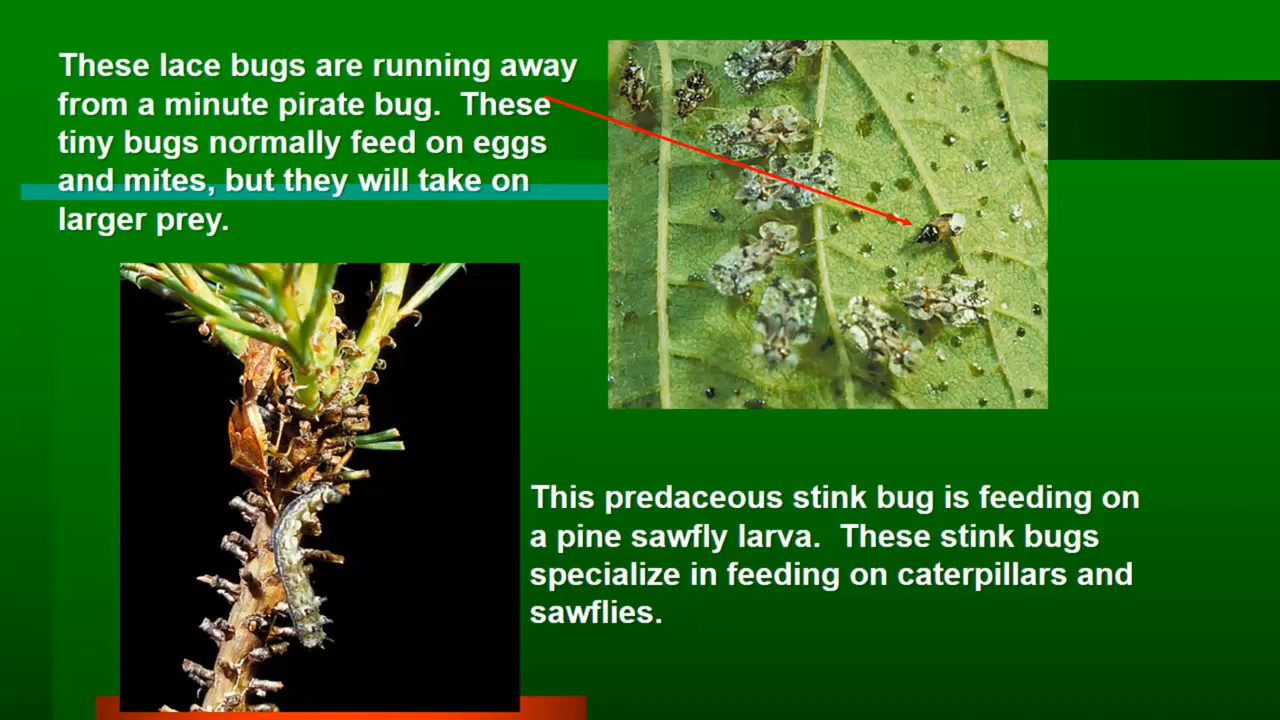 These lace bugs are running away
from a minute pirate bug.  These
tiny bugs normally feed on eggs
and mites, but they will take on
larger prey.
This predaceous stink bug is feeding on
a pine sawfly larva.  These stink bugs
specialize in feeding on caterpillars and
sawflies.